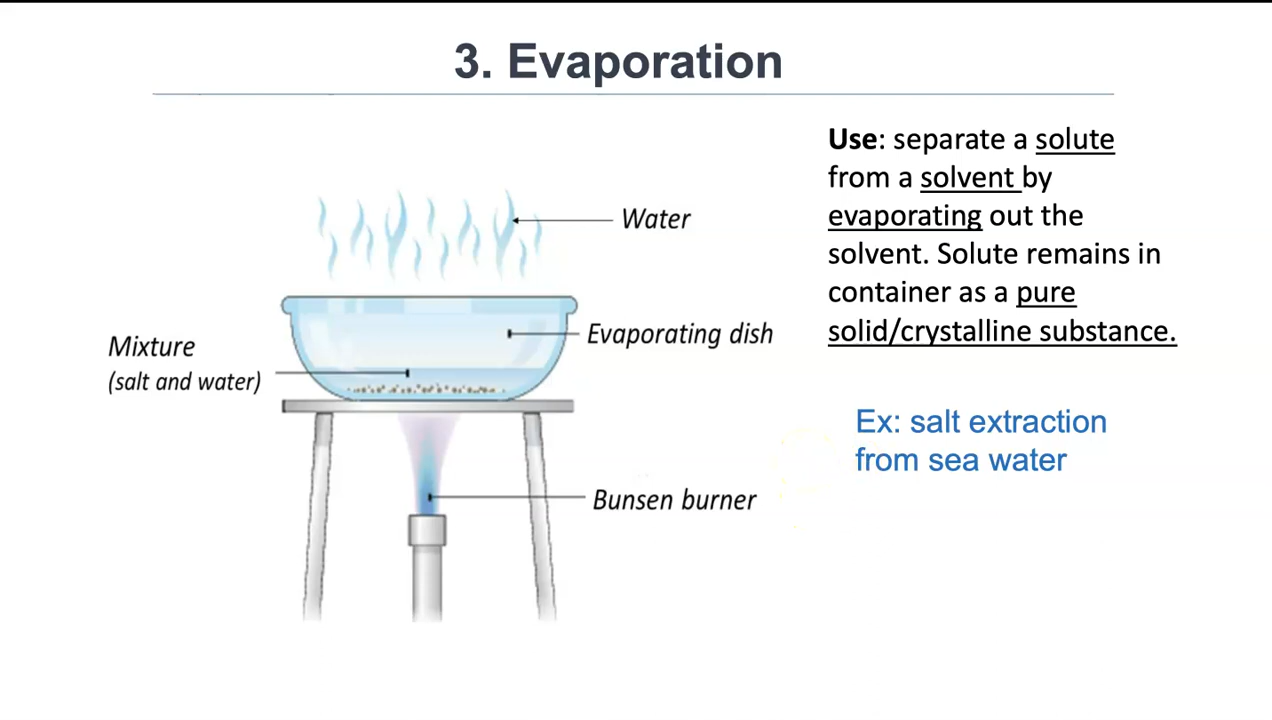 3. Evaporation
Use: separate a solute
from a solvent by
evaporating out the
solvent. Solute remains in
container as a pure
solid/crystalline substance.
Ex: salt extraction
from sea water
Water
Evaporating dish
Mixture
(salt and water)
Bunsen burner